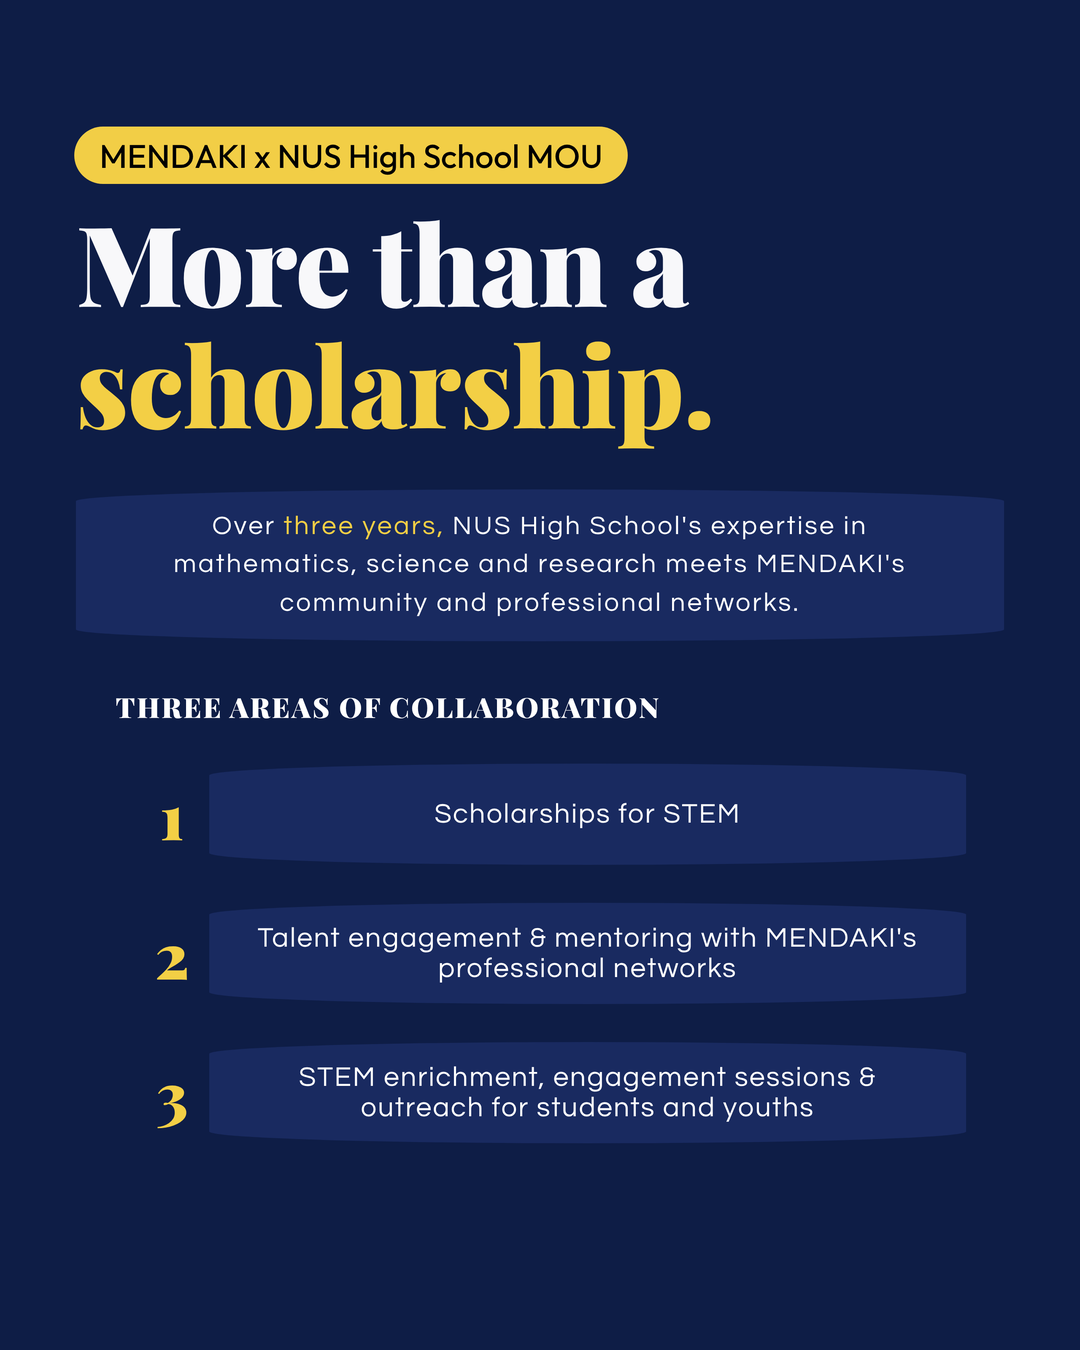 MENDAKI x NUS High School MOU
More than a
scholarship.
Over three years, NUS High School's expertise in
mathematics, science and research meets MENDAKI's
community and professional networks.
THREE AREAS OF COLLABORATION
1
Scholarships for STEM
2
Talent engagement & mentoring with MENDAKI's
professional networks
3
STEM enrichment, engagement sessions &
outreach for students and youths